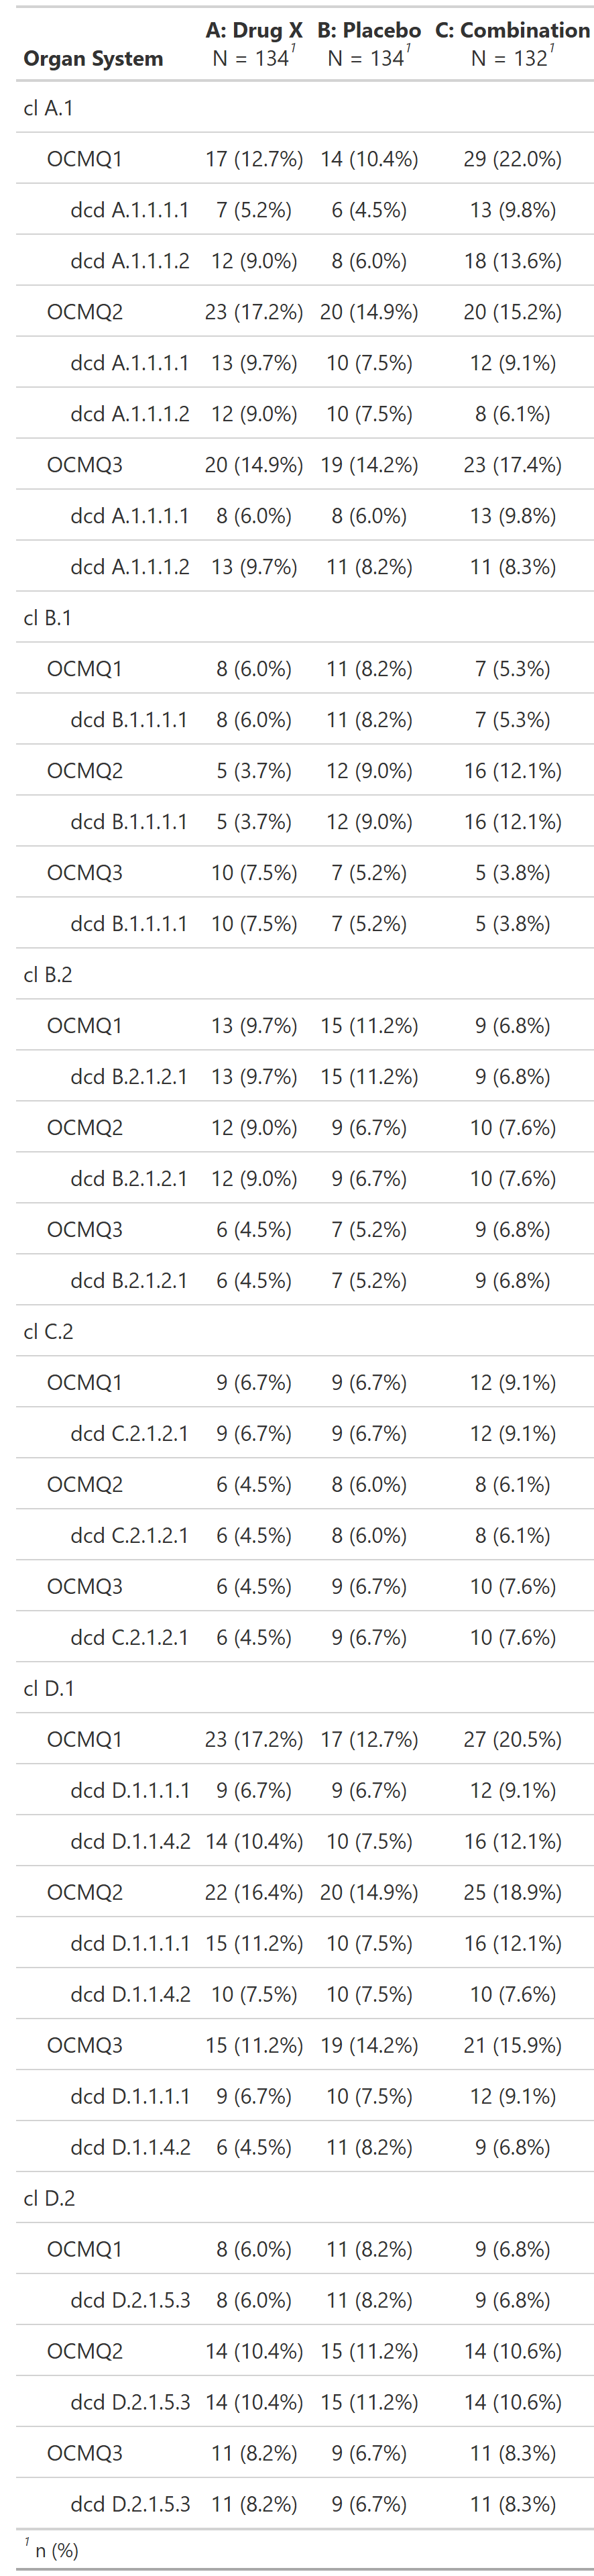 A: Drug X B: Placebo C: Combination
Organ System N = 134¹ N = 134¹ N = 132¹
cl A.1
OCMQ1 17 (12.7%) 14 (10.4%) 29 (22.0%)
dcd A.1.1.1.1 7 (5.2%) 6 (4.5%) 13 (9.8%)
dcd A.1.1.1.2 12 (9.0%) 8 (6.0%) 18 (13.6%)
OCMQ2 23 (17.2%) 20 (14.9%) 20 (15.2%)
dcd A.1.1.1.1 13 (9.7%) 10 (7.5%) 12 (9.1%)
dcd A.1.1.1.2 12 (9.0%) 10 (7.5%) 8 (6.1%)
OCMQ3 20 (14.9%) 19 (14.2%) 23 (17.4%)
dcd A.1.1.1.1 8 (6.0%) 8 (6.0%) 13 (9.8%)
dcd A.1.1.1.2 13 (9.7%) 11 (8.2%) 11 (8.3%)
cl B.1
OCMQ1 8 (6.0%) 11 (8.2%) 7 (5.3%)
dcd B.1.1.1.1 8 (6.0%) 11 (8.2%) 7 (5.3%)
OCMQ2 5 (3.7%) 12 (9.0%) 16 (12.1%)
dcd B.1.1.1.1 5 (3.7%) 12 (9.0%) 16 (12.1%)
OCMQ3 10 (7.5%) 7 (5.2%) 5 (3.8%)
dcd B.1.1.1.1 10 (7.5%) 7 (5.2%) 5 (3.8%)
cl B.2
OCMQ1 13 (9.7%) 15 (11.2%) 9 (6.8%)
dcd B.2.1.2.1 13 (9.7%) 15 (11.2%) 9 (6.8%)
OCMQ2 12 (9.0%) 9 (6.7%) 10 (7.6%)
dcd B.2.1.2.1 12 (9.0%) 9 (6.7%) 10 (7.6%)
OCMQ3 6 (4.5%) 7 (5.2%) 9 (6.8%)
dcd B.2.1.2.1 6 (4.5%) 7 (5.2%) 9 (6.8%)
cl C.2
OCMQ1 9 (6.7%) 9 (6.7%) 12 (9.1%)
dcd C.2.1.2.1 9 (6.7%) 9 (6.7%) 12 (9.1%)
OCMQ2 6 (4.5%) 8 (6.0%) 8 (6.1%)
dcd C.2.1.2.1 6 (4.5%) 8 (6.0%) 8 (6.1%)
OCMQ3 6 (4.5%) 9 (6.7%) 10 (7.6%)
dcd C.2.1.2.1 6 (4.5%) 9 (6.7%) 10 (7.6%)
cl D.1
OCMQ1 23 (17.2%) 17 (12.7%) 27 (20.5%)
dcd D.1.1.1.1 9 (6.7%) 9 (6.7%) 12 (9.1%)
dcd D.1.1.4.2 14 (10.4%) 10 (7.5%) 16 (12.1%)
OCMQ2 22 (16.4%) 20 (14.9%) 25 (18.9%)
dcd D.1.1.1.1 15 (11.2%) 10 (7.5%) 16 (12.1%)
dcd D.1.1.4.2 10 (7.5%) 10 (7.5%) 10 (7.6%)
OCMQ3 15 (11.2%) 19 (14.2%) 21 (15.9%)
dcd D.1.1.1.1 9 (6.7%) 10 (7.5%) 12 (9.1%)
dcd D.1.1.4.2 6 (4.5%) 11 (8.2%) 9 (6.8%)
cl D.2
OCMQ1 8 (6.0%) 11 (8.2%) 9 (6.8%)
dcd D.2.1.5.3 8 (6.0%) 11 (8.2%) 9 (6.8%)
OCMQ2 14 (10.4%) 15 (11.2%) 14 (10.6%)
dcd D.2.1.5.3 14 (10.4%) 15 (11.2%) 14 (10.6%)
OCMQ3 11 (8.2%) 9 (6.7%) 11 (8.3%)
dcd D.2.1.5.3 11 (8.2%) 9 (6.7%) 11 (8.3%)
¹ n (%)